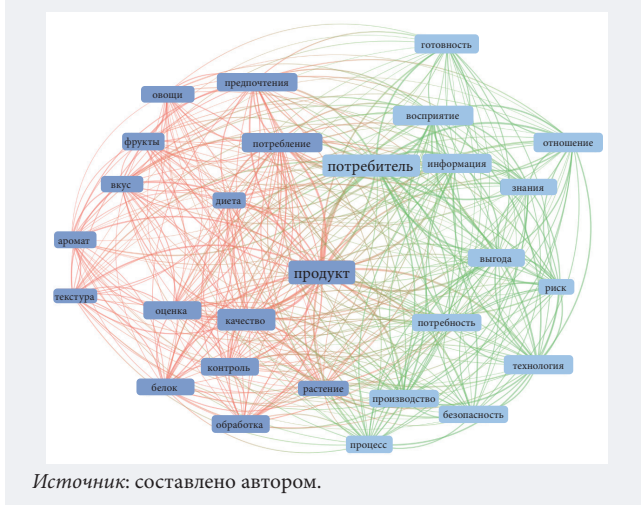 готовность
предпочтения
овощи
восприятие
фрукты
потребление
отношение
потребитель
информация
вкус
знания
диета
аромат
выгода
продукт
риск
текстура
оценка
качество
потребность
контроль
технология
белок
растение
производство
безопасность
обработка
процесс
Источник: составлено автором.